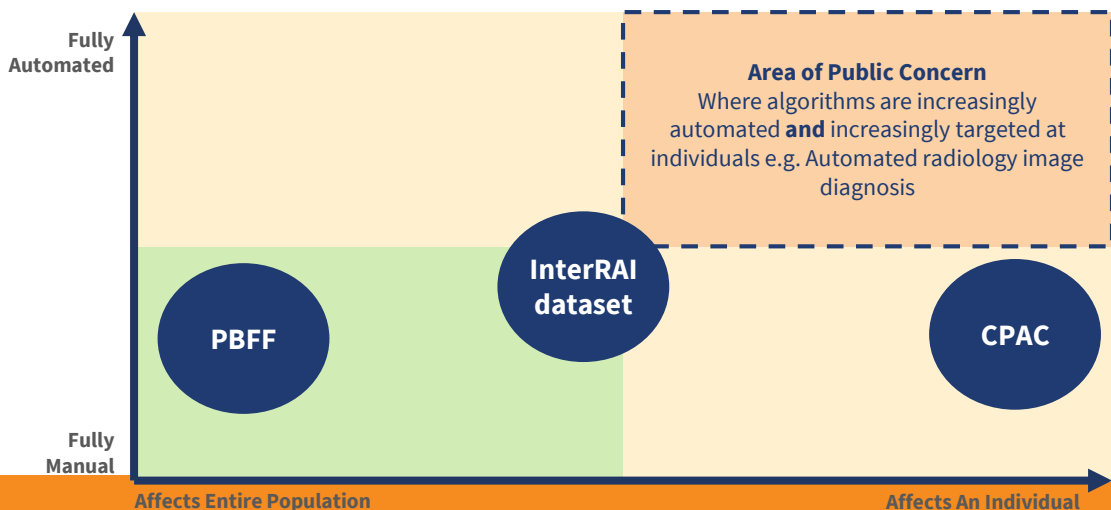 Fully
Automated
Area of Public Concern
Where algorithms are increasingly
automated and increasingly targeted at
individuals e.g. Automated radiology image
diagnosis
InterRAI
dataset
PBFF
CPAC
Fully
Manual
Affects Entire Population
Affects An Individual